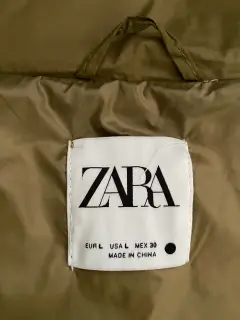 ZARA
EUR L USA L MEX 30
MADE IN CHINA